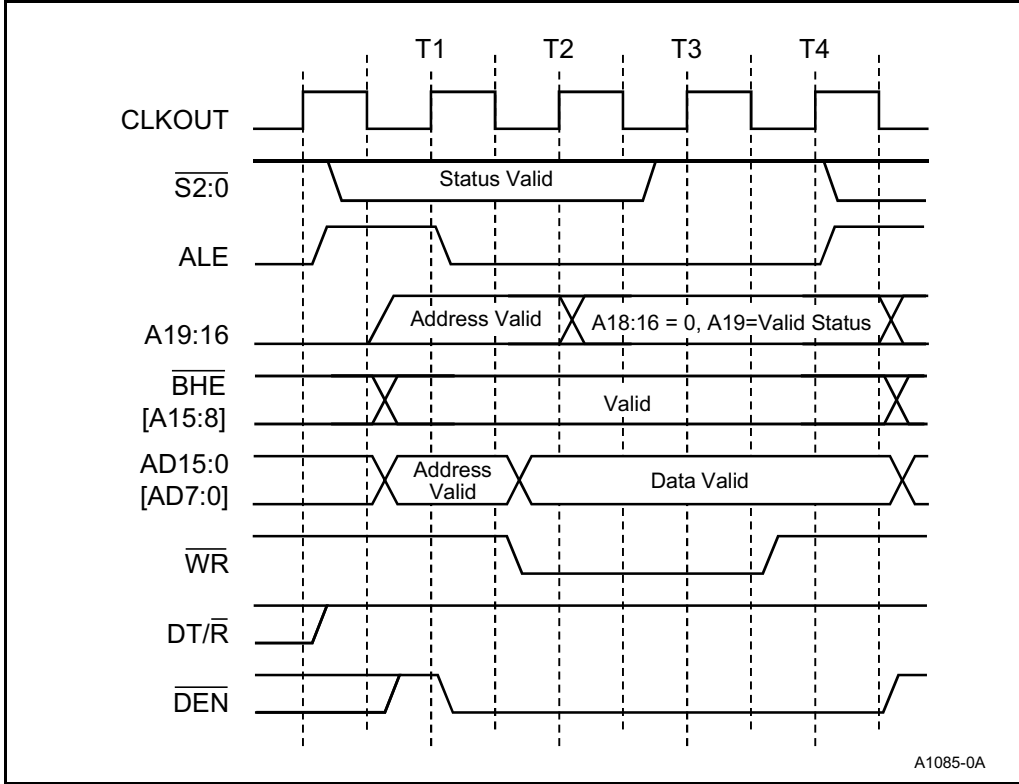 T1 T2 T3 T4
CLKOUT
S2:0
Status Valid
ALE
A19:16
Address Valid
A18:16 = 0, A19=Valid Status
BHE
[A15:8]
Valid
AD15:0
[AD7:0]
Address
Valid
Data Valid
WR
DT/R
DEN
A1085-0A